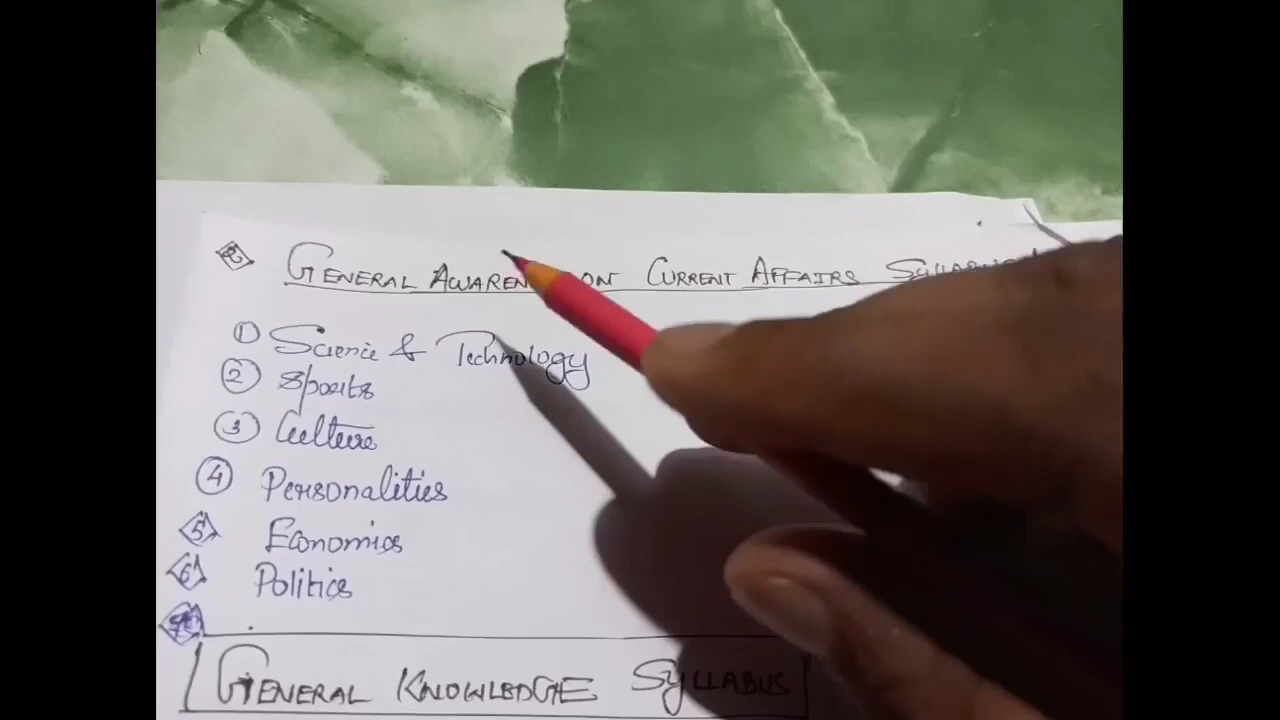 GENERAL ON CURRENT AFFAIRS
① Science & Technology
② Sports
③ Culture
④ Personalities
5 Economics
6 Politics
GENERAL KNOWLEDGE SYLLABUS